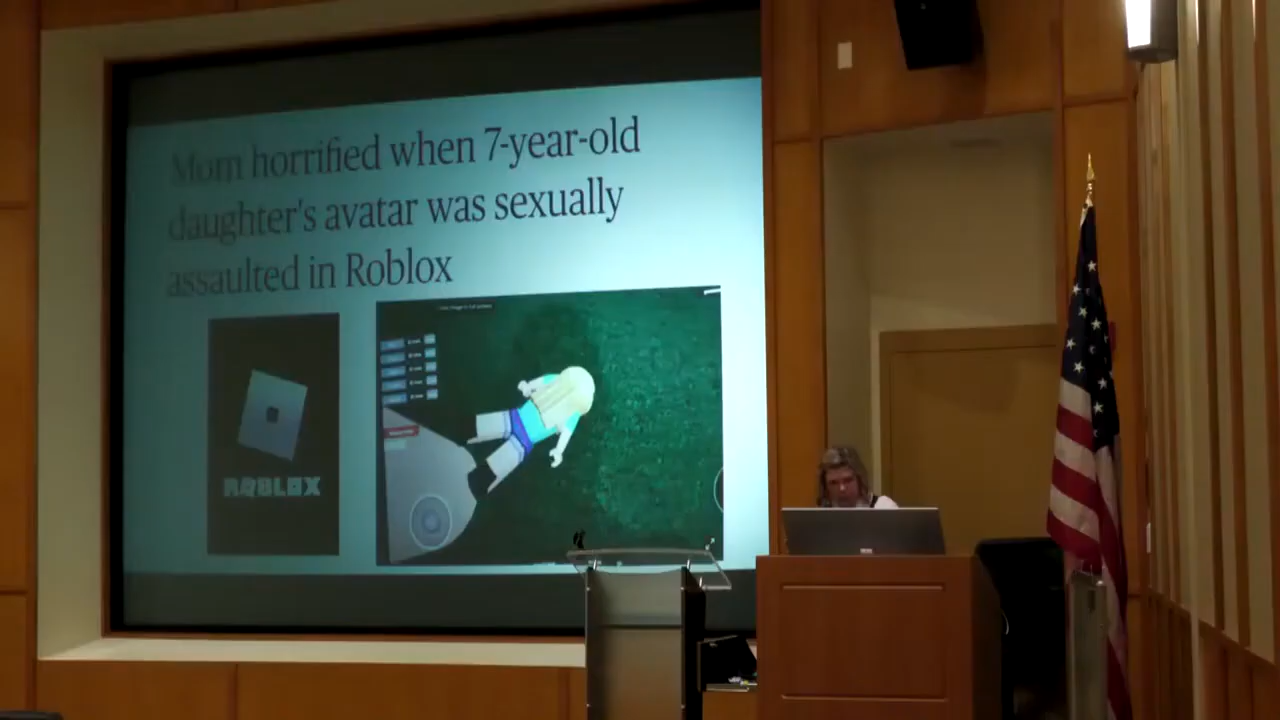 Mom horrified when 7-year-old
daughter's avatar was sexually
assaulted in Roblox
ROBLOX